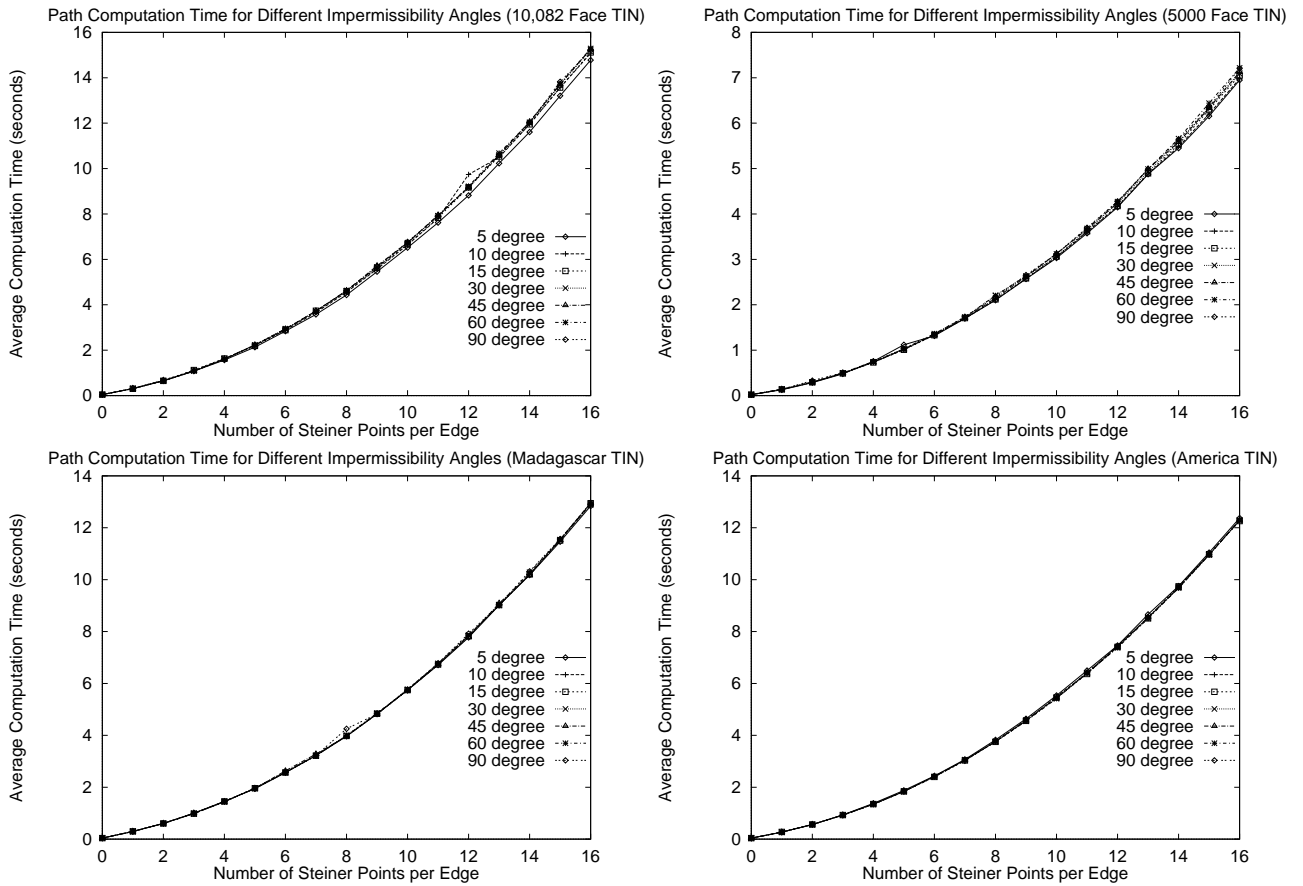 Path Computation Time for Different Impermissibility Angles (10,082 Face TIN)
16
14
12
10
8
6
4
2
0
Average Computation Time (seconds)
5 degree
10 degree
15 degree
30 degree
45 degree
60 degree
90 degree
0 2 4 6 8 10 12 14 16
Number of Steiner Points per Edge
Path Computation Time for Different Impermissibility Angles (5000 Face TIN)
8
7
6
5
4
3
2
1
0
Average Computation Time (seconds)
5 degree
10 degree
15 degree
30 degree
45 degree
60 degree
90 degree
0 2 4 6 8 10 12 14 16
Number of Steiner Points per Edge
Path Computation Time for Different Impermissibility Angles (Madagascar TIN)
14
12
10
8
6
4
2
0
Average Computation Time (seconds)
5 degree
10 degree
15 degree
30 degree
45 degree
60 degree
90 degree
0 2 4 6 8 10 12 14 16
Number of Steiner Points per Edge
Path Computation Time for Different Impermissibility Angles (America TIN)
14
12
10
8
6
4
2
0
Average Computation Time (seconds)
5 degree
10 degree
15 degree
30 degree
45 degree
60 degree
90 degree
0 2 4 6 8 10 12 14 16
Number of Steiner Points per Edge